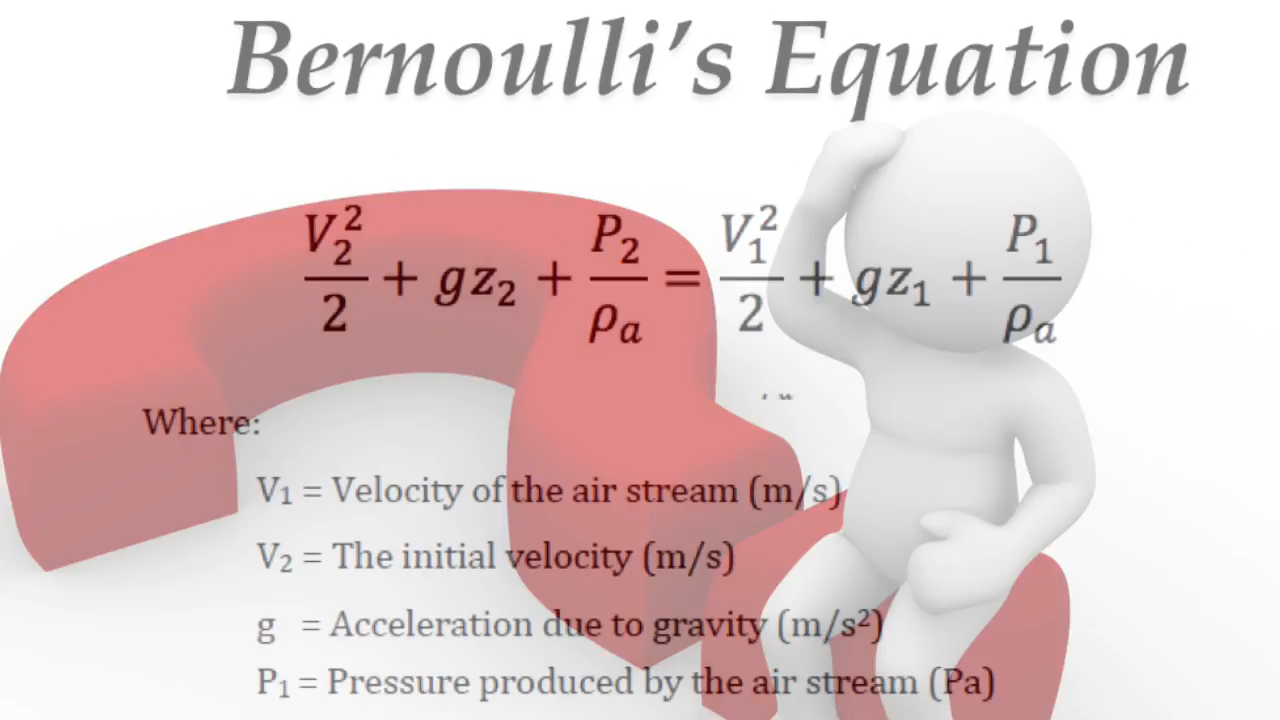 Bernoulli's Equation
V₂²/2 + gz₂ + P₂/ρₐ = V₁²/2 + gz₁ + P₁/ρₐ
Where:
V₁ = Velocity of the air stream (m/s)
V₂ = The initial velocity (m/s)
g = Acceleration due to gravity (m/s²)
P₁ = Pressure produced by the air stream (Pa)